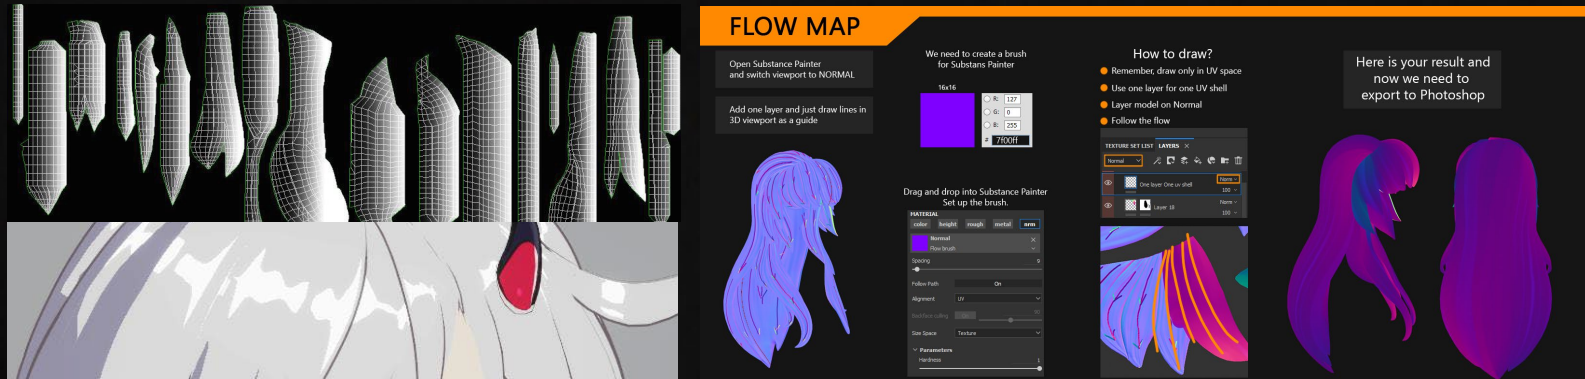 FLOW MAP
Open Substance Painter
and switch viewport to NORMAL
Add one layer and just draw lines in
3D viewport as a guide
We need to create a brush
for Substans Painter
16x16
R: 127
G: 0
B: 255
# 7f00ff
Drag and drop into Substance Painter
Set up the brush.
MATERIAL
color height rough metal nrm
Normal
Flow brush
Spacing 9
Follow Path On
Alignment UV
Backface culling On 90
Size Space Texture
Parameters
Hardness 1
How to draw?
Remember, draw only in UV space
Use one layer for one UV shell
Layer model on Normal
Follow the flow
TEXTURE SET LIST LAYERS
Normal
One layer One uv shell Norm
100
Layer 18 Norm
100
Here is your result and
now we need to
export to Photoshop